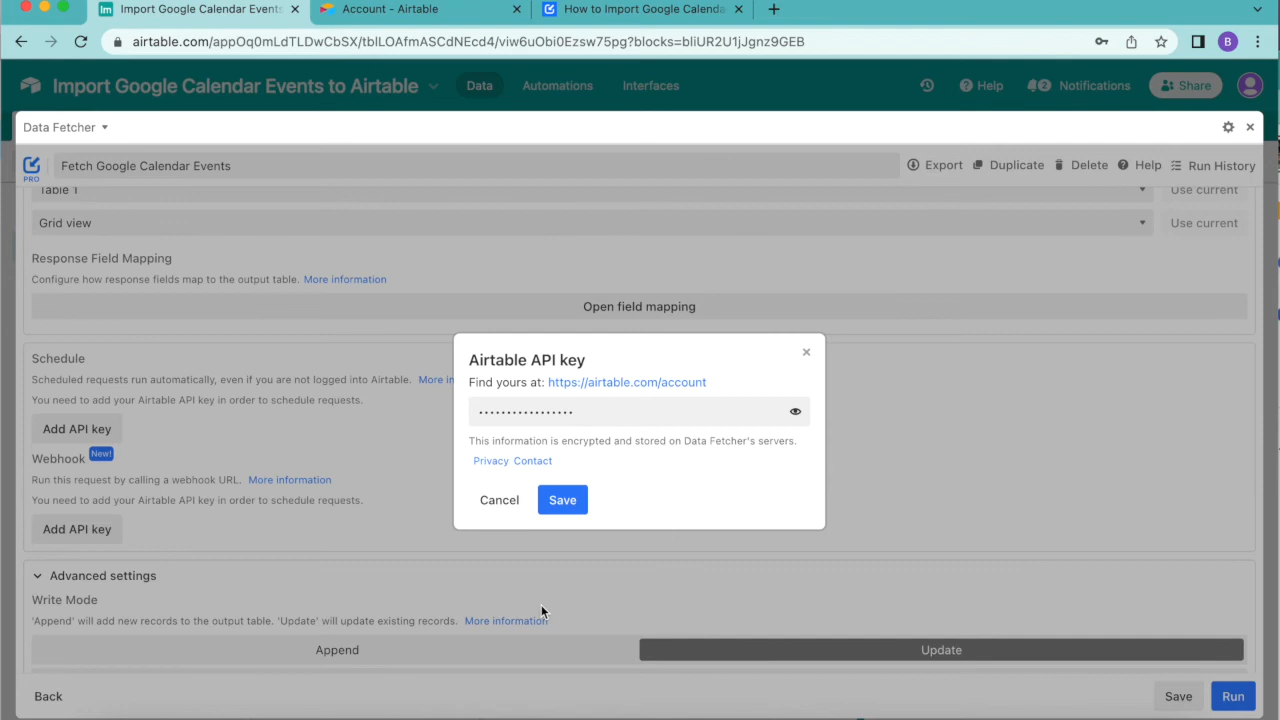 Import Google Calendar Events
Account - Airtable
How to Import Google Calenda
airtable.com/appOq0mLdTLDwCbSX/tblLOAfmASCdNEcd4/viw6uObi0Ezsw75pg?blocks=bliUR2U1jJgnz9GEB
B
Import Google Calendar Events to Airtable
Data
Automations
Interfaces
Help
2
Notifications
Share
Data Fetcher
PRO
Fetch Google Calendar Events
Export
Duplicate
Delete
Help
Run History
Table 1
Use current
Grid view
Use current
Response Field Mapping
Configure how response fields map to the output table. More information
Open field mapping
Schedule
Scheduled requests run automatically, even if you are not logged into Airtable. More in
You need to add your Airtable API key in order to schedule requests.
Add API key
Webhook New!
Run this request by calling a webhook URL. More information
You need to add your Airtable API key in order to schedule requests.
Add API key
Airtable API key
Find yours at: https://airtable.com/account
•••••••••••••••••
This information is encrypted and stored on Data Fetcher's servers.
Privacy Contact
Cancel
Save
Advanced settings
Write Mode
'Append' will add new records to the output table. 'Update' will update existing records. More information
Append
Update
Back
Save
Run